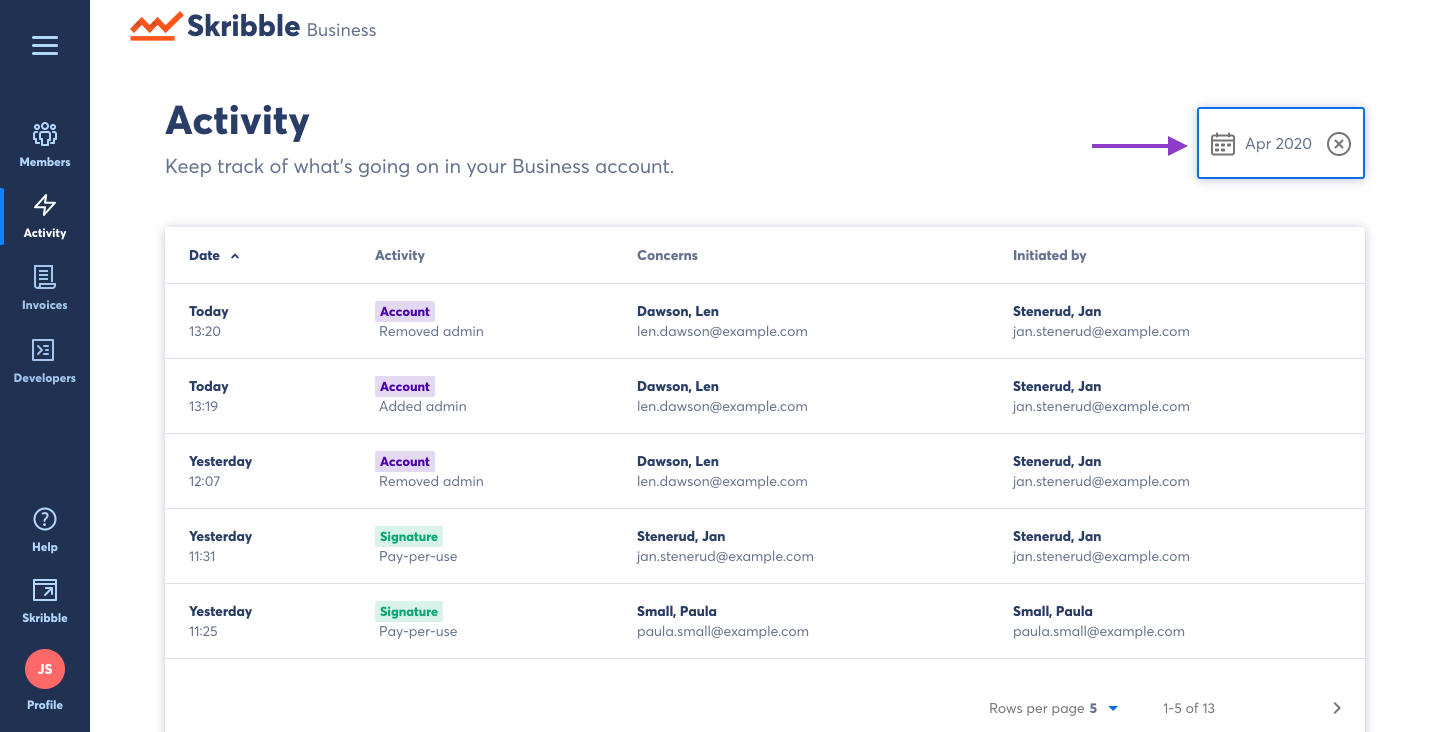 Skribble Business
Members
Activity
Invoices
Developers
Help
Skribble
JS
Profile
Activity
Keep track of what's going on in your Business account.
Apr 2020
Date Activity Concerns Initiated by
Today Account Dawson, Len Stenerud, Jan
13:20 Removed admin len.dawson@example.com jan.stenerud@example.com
Today Account Dawson, Len Stenerud, Jan
13:19 Added admin len.dawson@example.com jan.stenerud@example.com
Yesterday Account Dawson, Len Stenerud, Jan
12:07 Removed admin len.dawson@example.com jan.stenerud@example.com
Yesterday Signature Stenerud, Jan Stenerud, Jan
11:31 Pay-per-use jan.stenerud@example.com jan.stenerud@example.com
Yesterday Signature Small, Paula Small, Paula
11:25 Pay-per-use paula.small@example.com paula.small@example.com
Rows per page 5 1-5 of 13